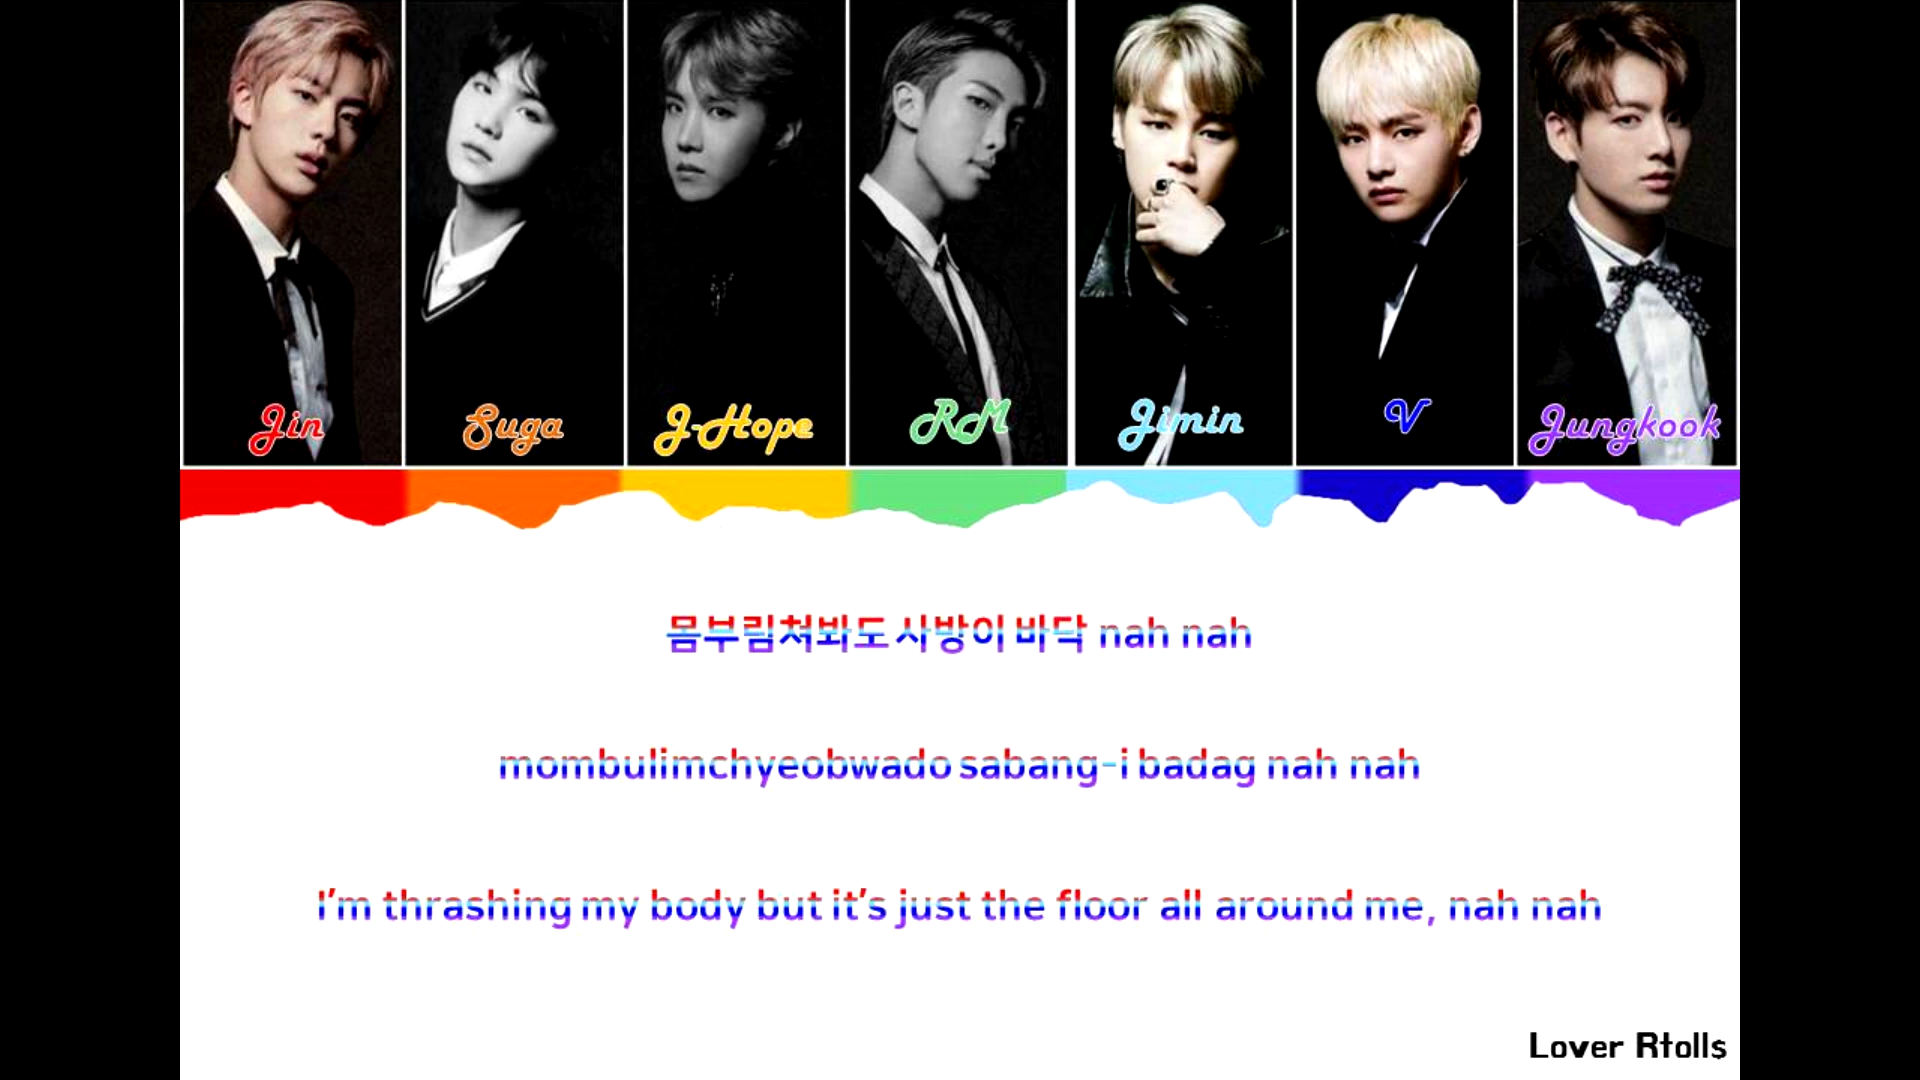 Jin
Suga
J-Hope
RM
Jimin
V
Jungkook
몸부림쳐봐도 사방이 바닥 nah nah
mombulimchyeobwado sabang-i badag nah nah
I'm thrashing my body but it's just the floor all around me, nah nah
Lover Rtolls